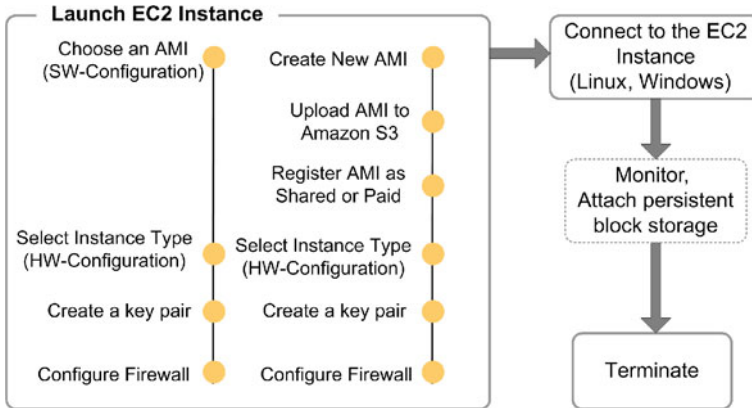 Launch EC2 Instance
Choose an AMI
(SW-Configuration)
Select Instance Type
(HW-Configuration)
Create a key pair
Configure Firewall
Create New AMI
Upload AMI to
Amazon S3
Register AMI as
Shared or Paid
Select Instance Type
(HW-Configuration)
Create a key pair
Configure Firewall
Connect to the EC2
Instance
(Linux, Windows)
Monitor,
Attach persistent
block storage
Terminate